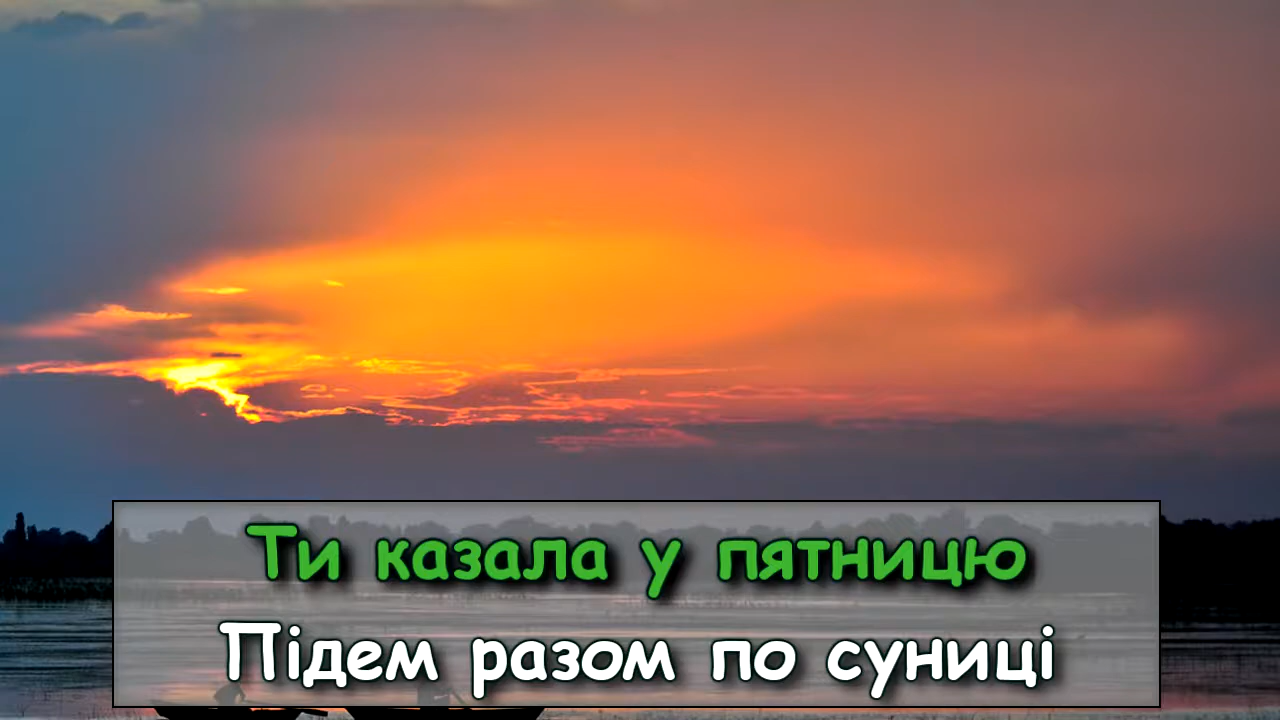 Ти казала у пятницю
Підем разом по суниці